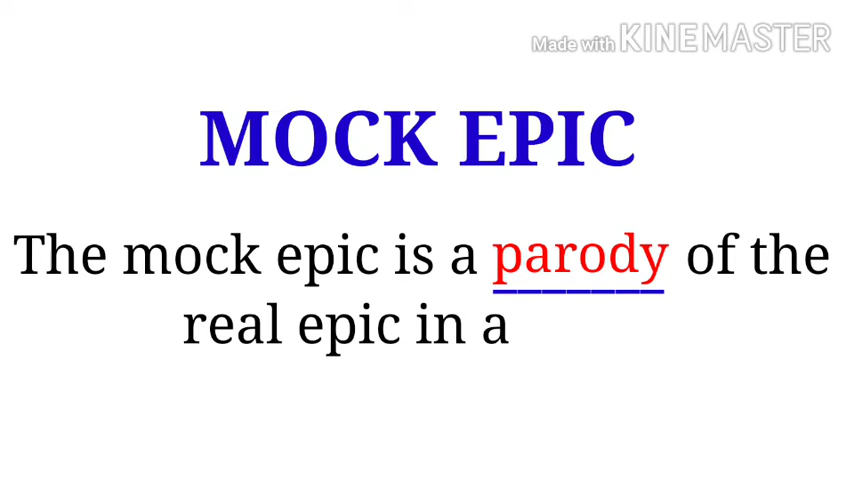 Made with KINEMASTER
MOCK EPIC
The mock epic is a parody of the
real epic in a